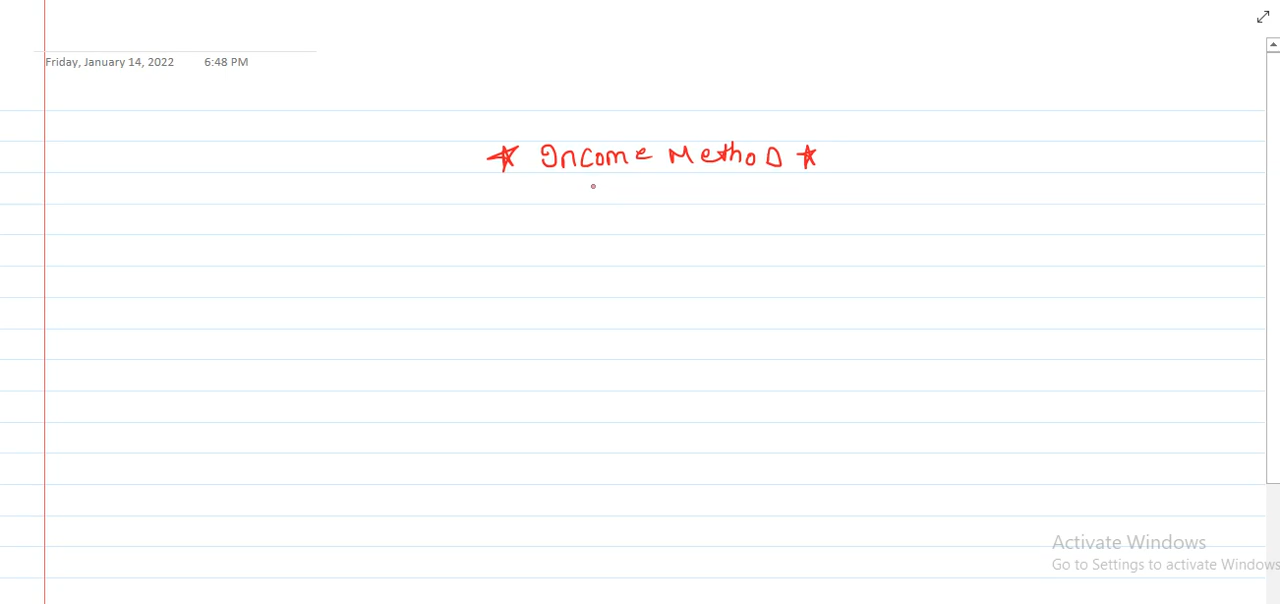 Friday, January 14, 2022 6:48 PM
★ Income Method ★
Activate Windows
Go to Settings to activate Windows